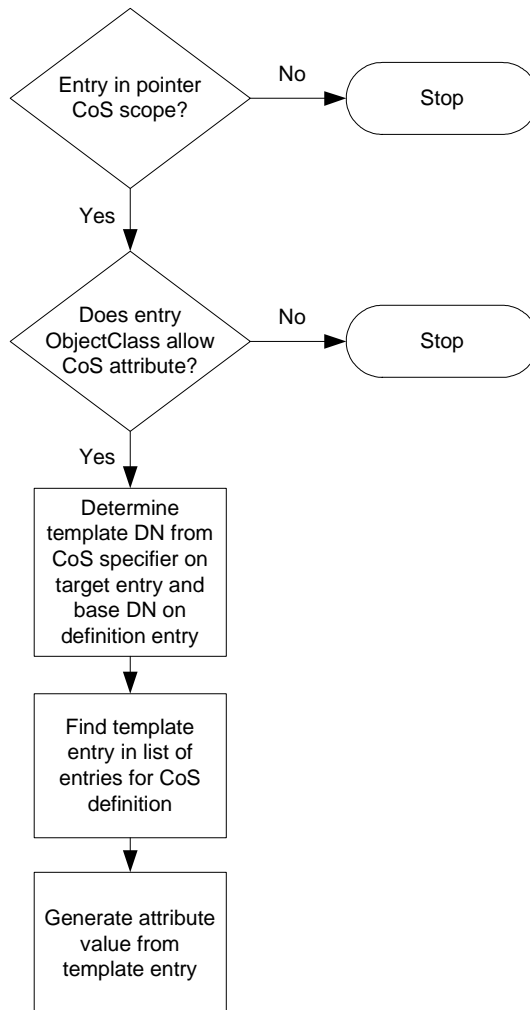 Entry in pointer
CoS scope?
No
Stop
Yes
Does entry
ObjectClass allow
CoS attribute?
No
Stop
Yes
Determine
template DN from
CoS specifier on
target entry and
base DN on
definition entry
Find template
entry in list of
entries for CoS
definition
Generate attribute
value from
template entry